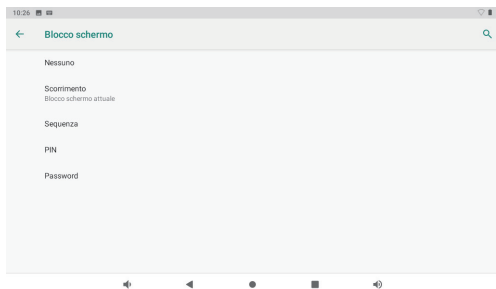 10:26
Blocco schermo
Nessuno
Scorrimento
Blocco schermo attuale
Sequenza
PIN
Password